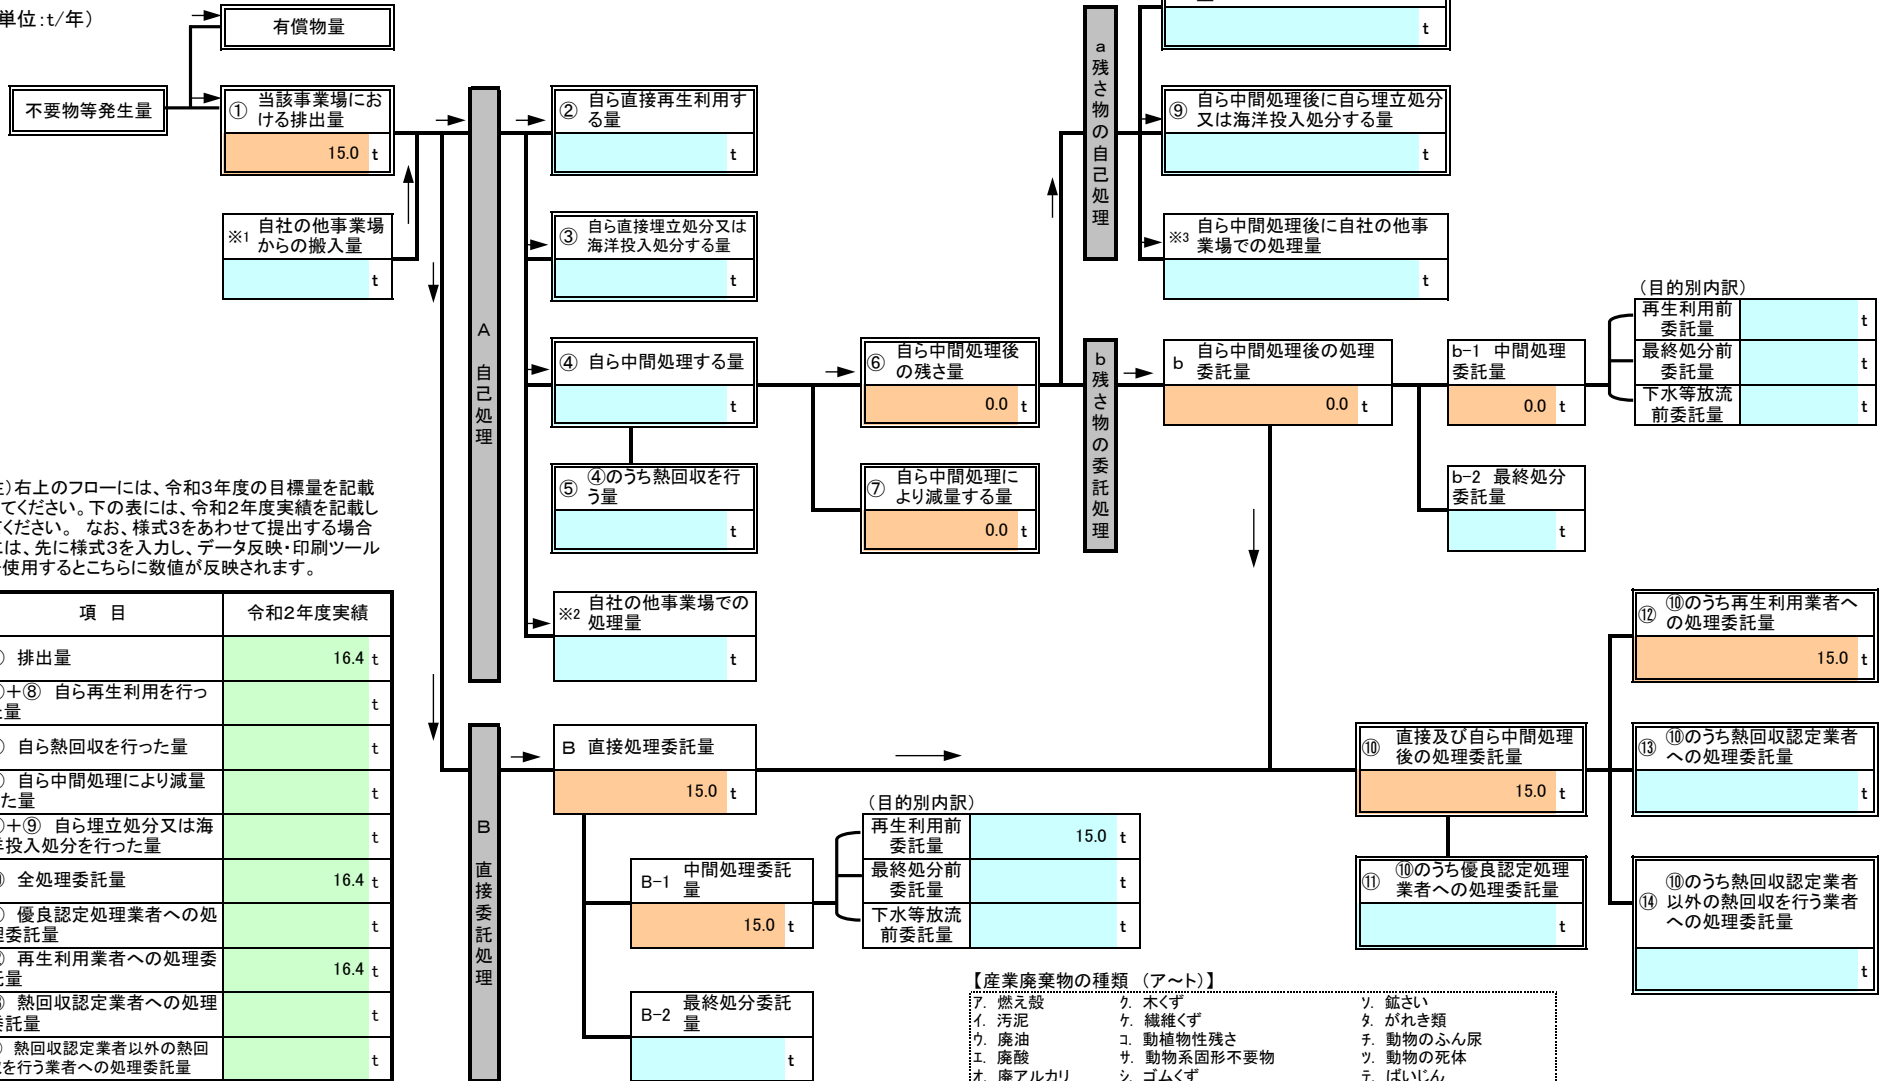 単位:t/年)
有償物量
不要物等発生量
① 当該事業場にお
ける排出量
15.0 t
※1 自社の他事業場
からの搬入量
t
A 自己処理
② 自ら直接再生利用す
る量
t
③ 自ら直接埋立処分又は
海洋投入処分する量
t
④ 自ら中間処理する量
t
⑤ ④のうち熱回収を行
う量
t
※2 自社の他事業場での
処理量
t
⑥ 自ら中間処理後
の残さ量
0.0 t
⑦ 自ら中間処理に
より減量する量
0.0 t
a 残さ物の自己処理
t
⑨ 自ら中間処理後に自ら埋立処分
又は海洋投入処分する量
t
※3 自ら中間処理後に自社の他事
業場での処理量
t
b 残さ物の委託処理
b 自ら中間処理後の処理
委託量
0.0 t
b-1 中間処理
委託量
0.0 t
(目的別内訳)
再生利用前
委託量
t
最終処分前
委託量
t
下水等放流
前委託量
t
b-2 最終処分
委託量
t
)右上のフローには、令和3年度の目標量を記載
てください。下の表には、令和2年度実績を記載し
ください。 なお、様式3をあわせて提出する場合
は、先に様式3を入力し、データ反映・印刷ツール
使用するとこちらに数値が反映されます。
項 目 令和2年度実績
) 排出量 16.4 t
)+⑧ 自ら再生利用を行っ
量
t
) 自ら熱回収を行った量 t
) 自ら中間処理により減量
た量
t
)+⑨ 自ら埋立処分又は海
投入処分を行った量
t
) 全処理委託量 16.4 t
) 優良認定処理業者への処
委託量
t
) 再生利用業者への処理委
量
16.4 t
) 熱回収認定業者への処理
託量
t
) 熱回収認定業者以外の熱回
を行う業者への処理委託量
t
B 直接委託処理
B 直接処理委託量
15.0 t
B-1 中間処理委託
量
15.0 t
(目的別内訳)
再生利用前
委託量
15.0 t
最終処分前
委託量
t
下水等放流
前委託量
t
B-2 最終処分委託
量
t
⑩ 直接及び自ら中間処理
後の処理委託量
15.0 t
⑪ ⑩のうち優良認定処理
業者への処理委託量
t
⑫ ⑩のうち再生利用業者へ
の処理委託量
15.0 t
⑬ ⑩のうち熱回収認定業者
への処理委託量
t
⑭ ⑩のうち熱回収認定業者
以外の熱回収を行う業者
への処理委託量
t
【産業廃棄物の種類 (ア~ト)】
ア. 燃え殻 ク. 木くず ソ. 鉱さい
イ. 汚泥 ケ. 繊維くず タ. がれき類
ウ. 廃油 コ. 動植物性残さ チ. 動物のふん尿
エ. 廃酸 サ. 動物系固形不要物 ツ. 動物の死体
オ. 廃アルカリ シ. ゴムくず テ. ばいじん